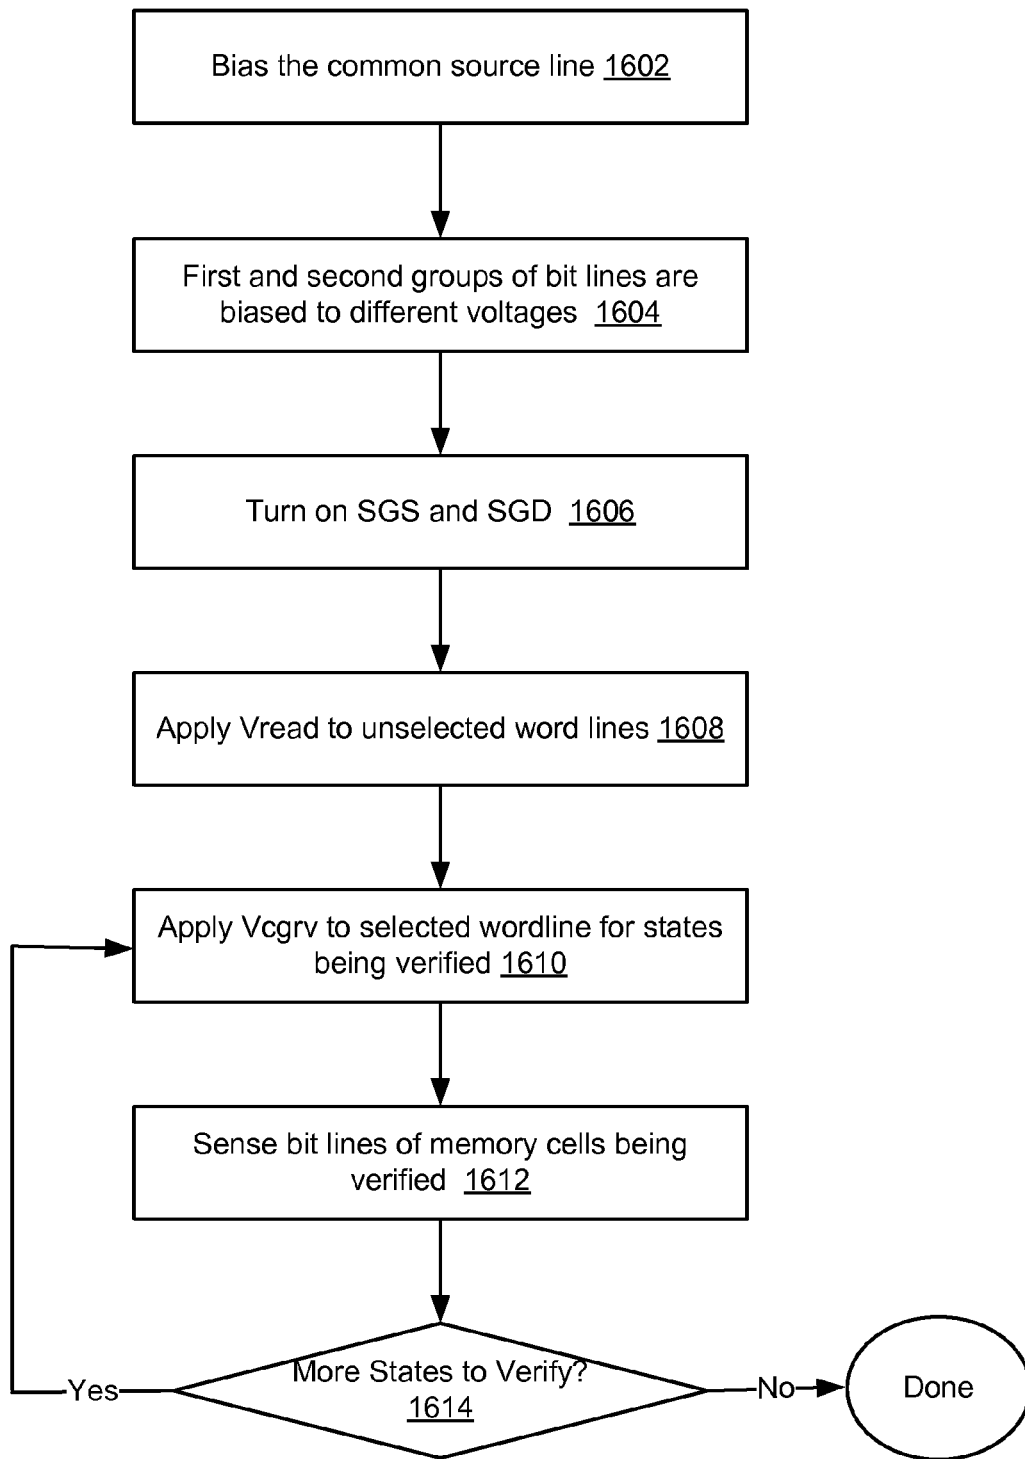 Bias the common source line 1602
First and second groups of bit lines are
biased to different voltages 1604
Turn on SGS and SGD 1606
Apply Vread to unselected word lines 1608
Apply Vcgrv to selected wordline for states
being verified 1610
Sense bit lines of memory cells being
verified 1612
More States to Verify?
1614
Yes
No
Done